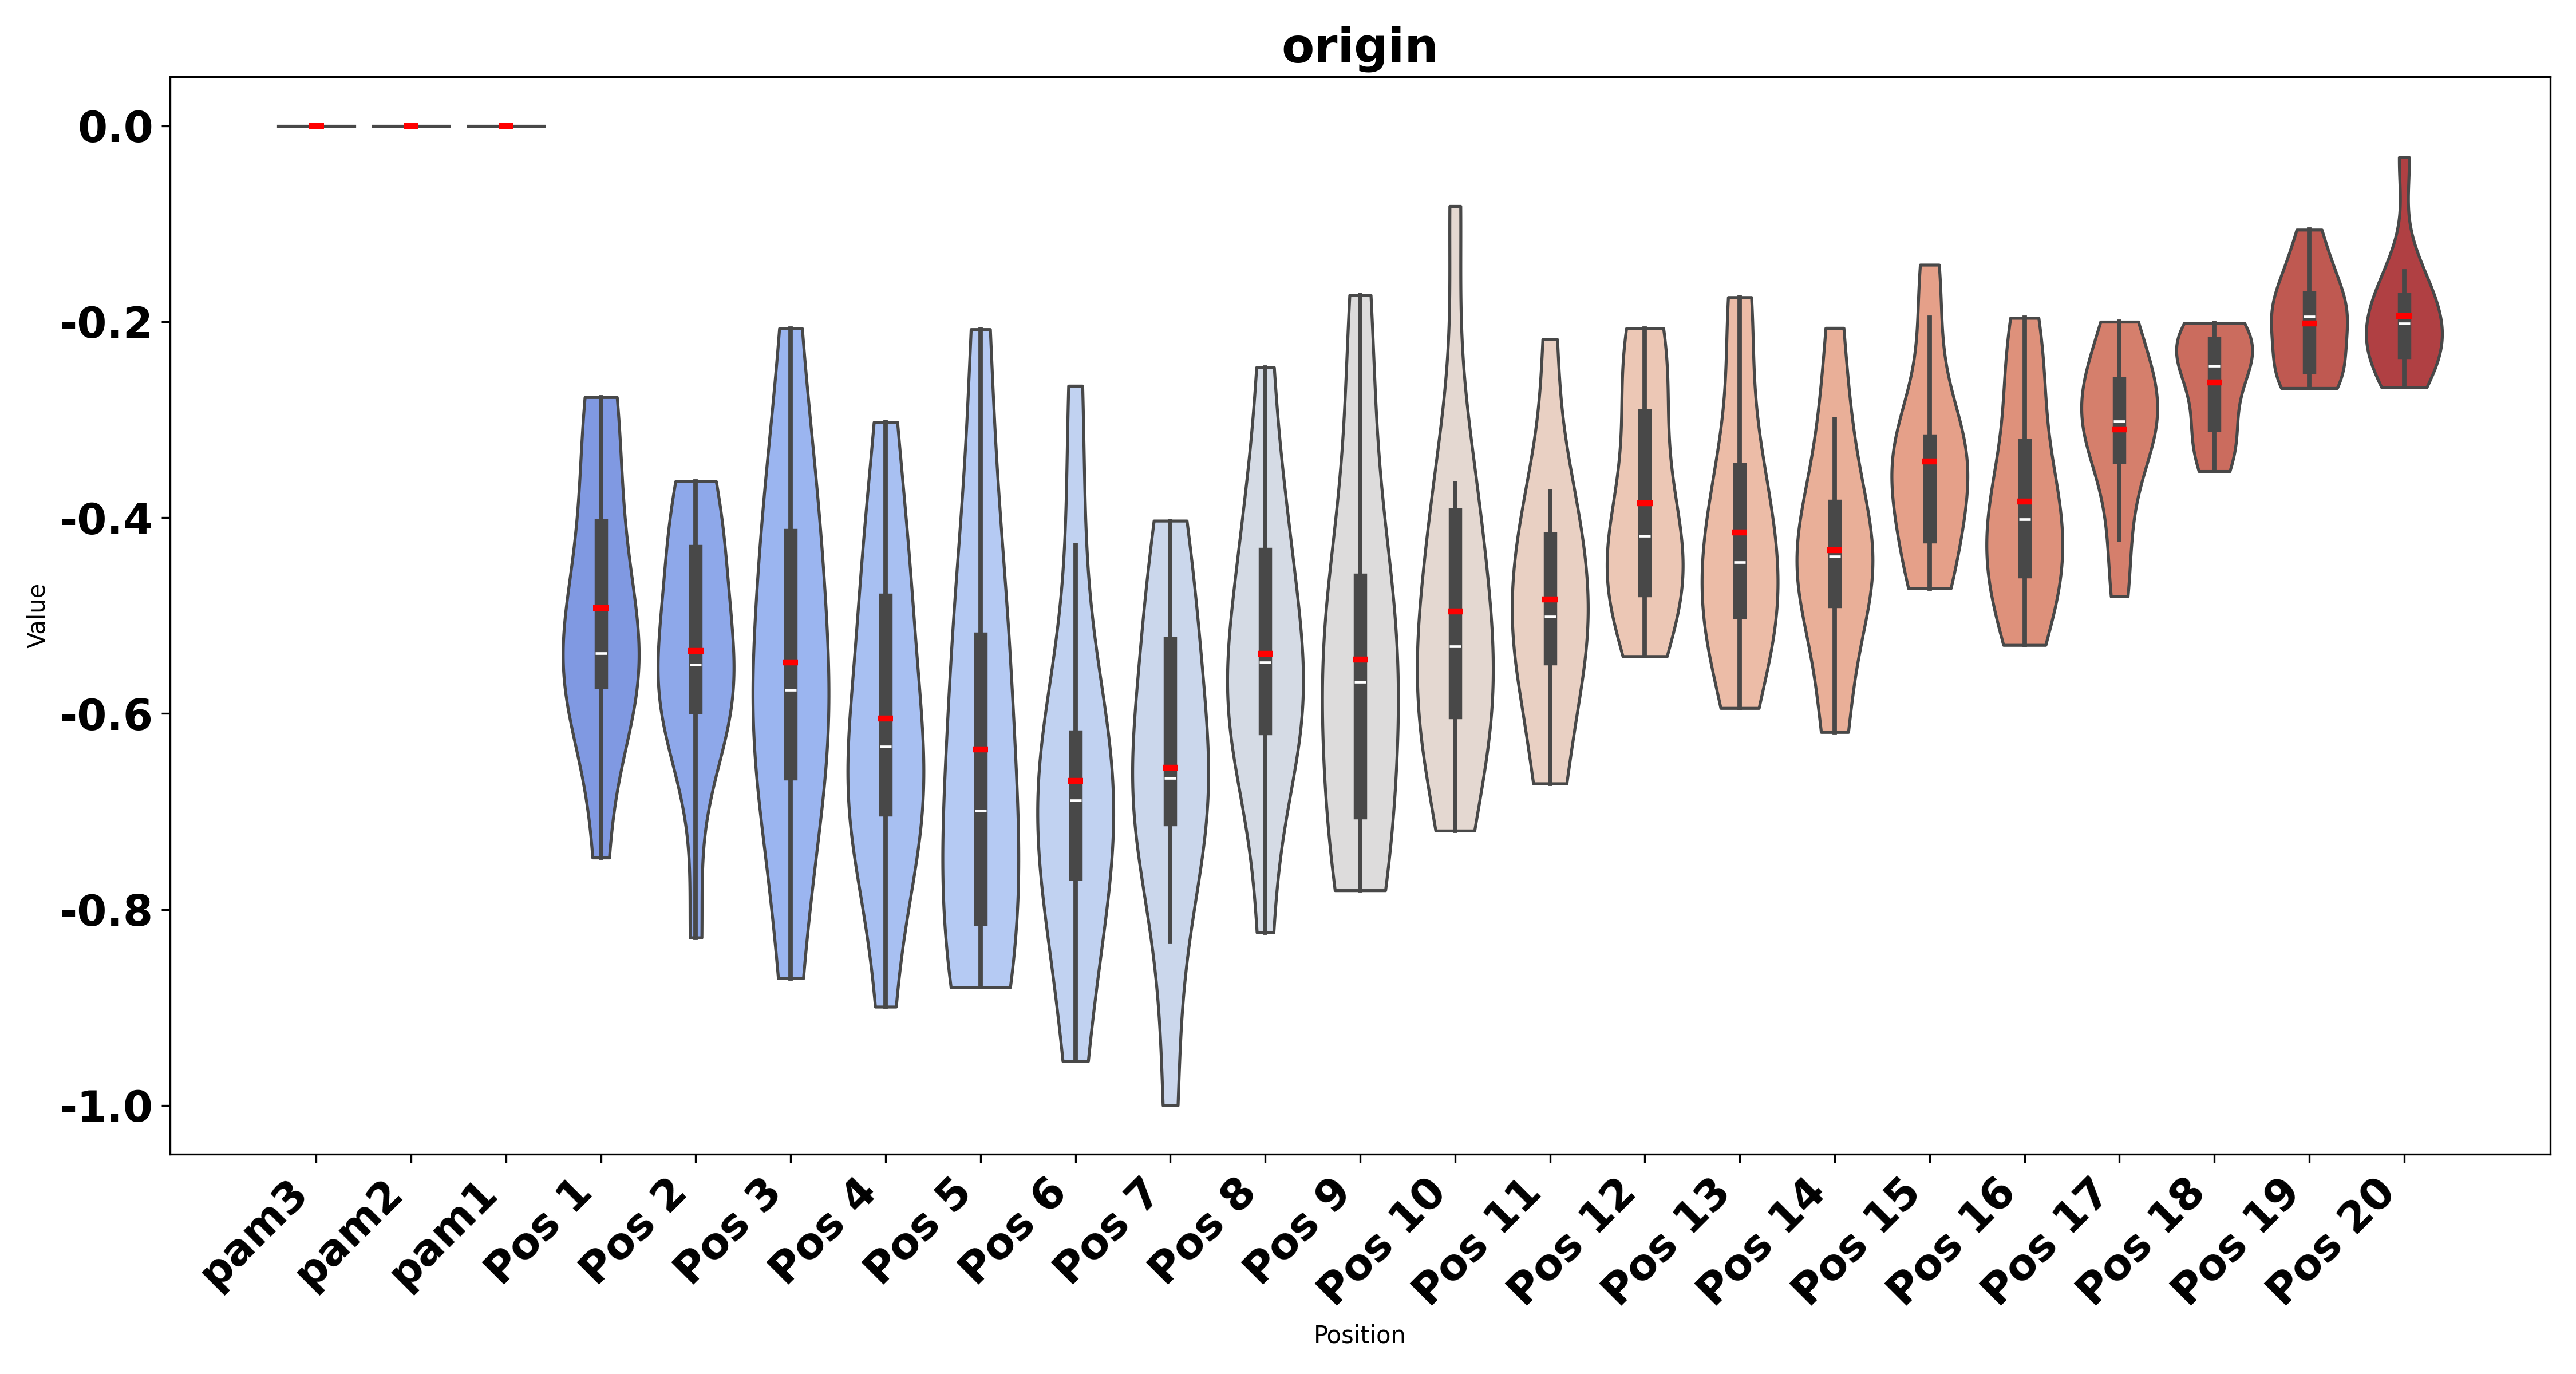 origin
Value
0.0
-0.2
-0.4
-0.6
-0.8
-1.0
pam3
pam2
pam1
Pos 1
Pos 2
Pos 3
Pos 4
Pos 5
Pos 6
Pos 7
Pos 8
Pos 9
Pos 10
Pos 11
Pos 12
Pos 13
Pos 14
Pos 15
Pos 16
Pos 17
Pos 18
Pos 19
Pos 20
Position